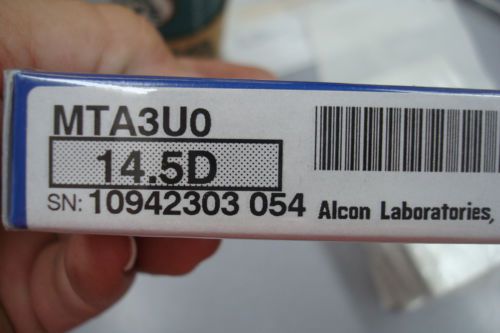 MTA3U0
14.5D
SN: 10942303 054 Alcon Laboratories,